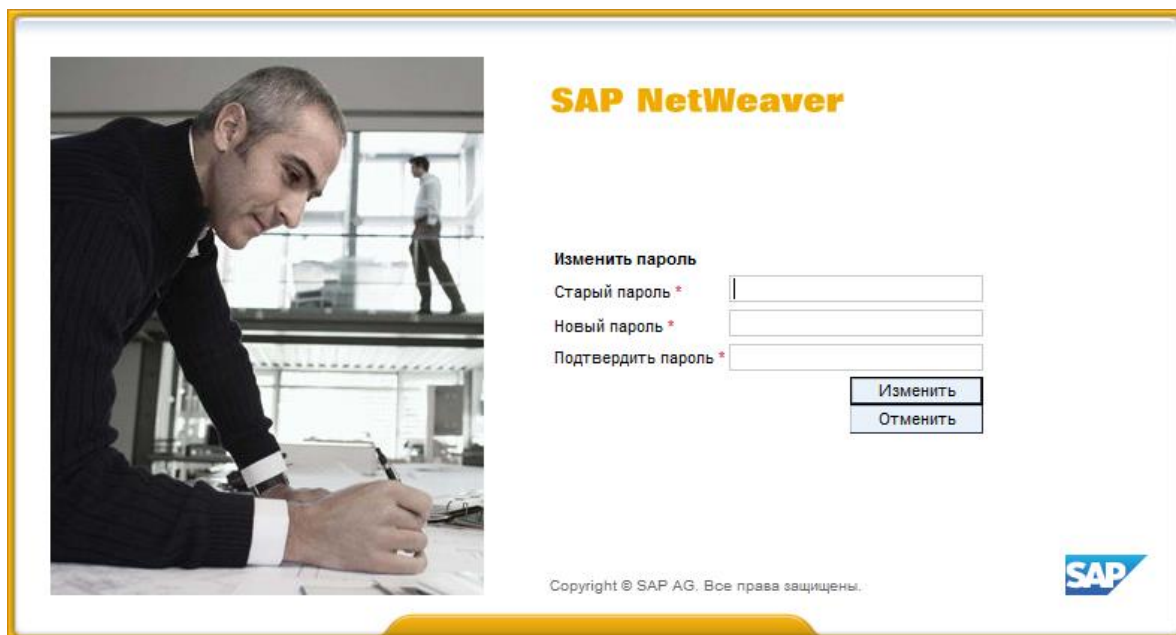 SAP NetWeaver
Изменить пароль
Старый пароль *
Новый пароль *
Подтвердить пароль *
Изменить
Отменить
Copyright © SAP AG. Все права защищены.
SAP